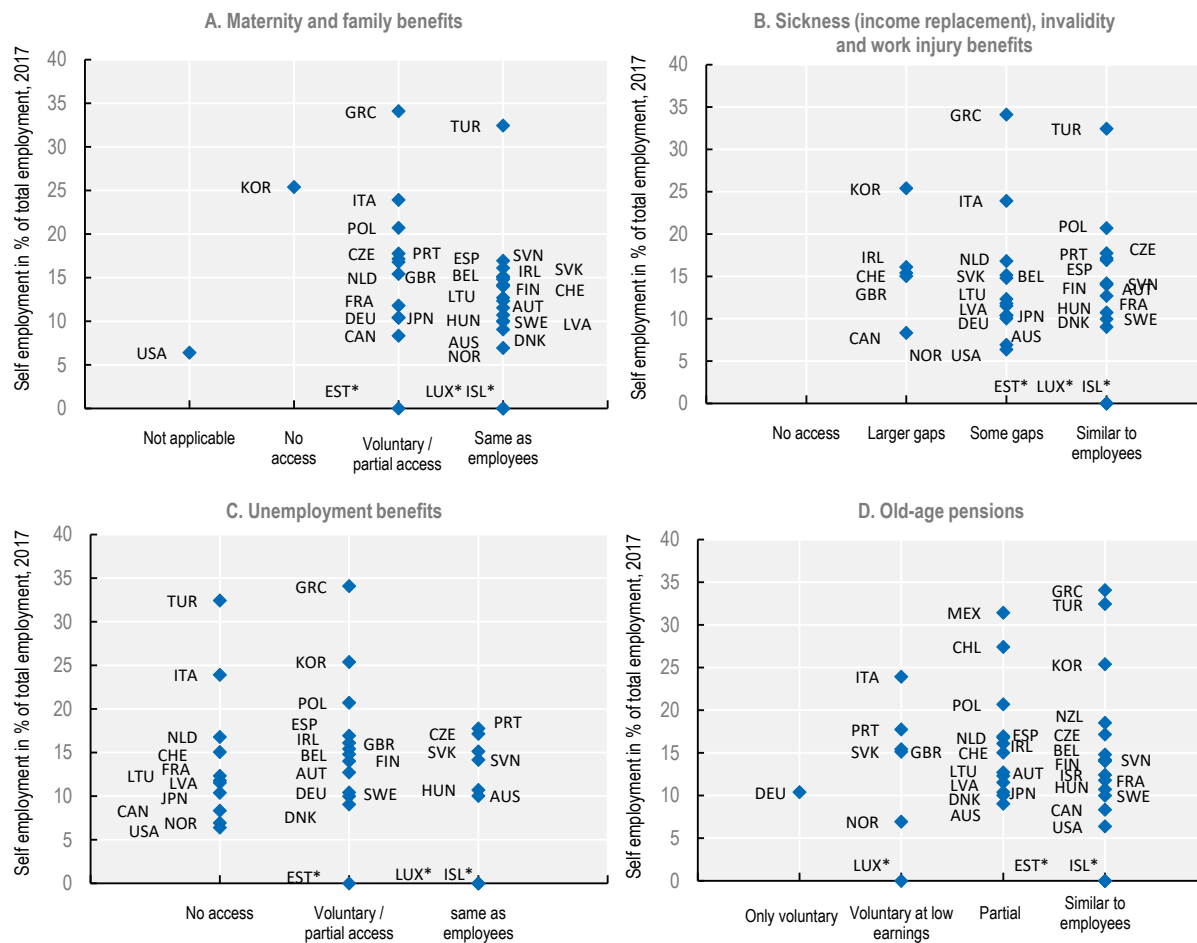 A. Maternity and family benefits
Self employment in % of total employment, 2017
40
35
30
25
20
15
10
5
0
GRC
TUR
KOR
ITA
POL
CZE PRT ESP SVN
NLD GBR BEL IRL SVK
FRA LTU FIN CHE
DEU JPN HUN AUT
CAN AUS SWE LVA
USA NOR DNK
EST* LUX* ISL*
Not applicable
No access
Voluntary / partial access
Same as employees
B. Sickness (income replacement), invalidity
and work injury benefits
Self employment in % of total employment, 2017
40
35
30
25
20
15
10
5
0
GRC
TUR
KOR
ITA
POL
IRL NLD PRT CZE
CHE SVK BEL ESP
GBR LTU FIN SVN
LVA HUN AUT
DEU JPN DNK FRA
CAN AUS SWE
NOR USA
EST* LUX* ISL*
No access
Larger gaps
Some gaps
Similar to employees
C. Unemployment benefits
Self employment in % of total employment, 2017
40
35
30
25
20
15
10
5
0
TUR GRC
ITA KOR
POL
NLD ESP PRT
CHE IRL GBR CZE
FRA BEL FIN SVK SVN
LTU LVA AUT
JPN DEU SWE HUN AUS
CAN NOR DNK
USA
EST* LUX* ISL*
No access
Voluntary / partial access
same as employees
D. Old-age pensions
Self employment in % of total employment, 2017
40
35
30
25
20
15
10
5
0
MEX GRC
TUR
CHL
ITA KOR
POL
PRT NLD ESP NZL
SVK GBR CHE IRL CZE
BEL
LTU AUT FIN SVN
LVA ISR FRA
DEU DNK JPN HUN SWE
NOR AUS CAN
USA
LUX* EST* ISL*
Only voluntary
Voluntary at low earnings
Partial
Similar to employees